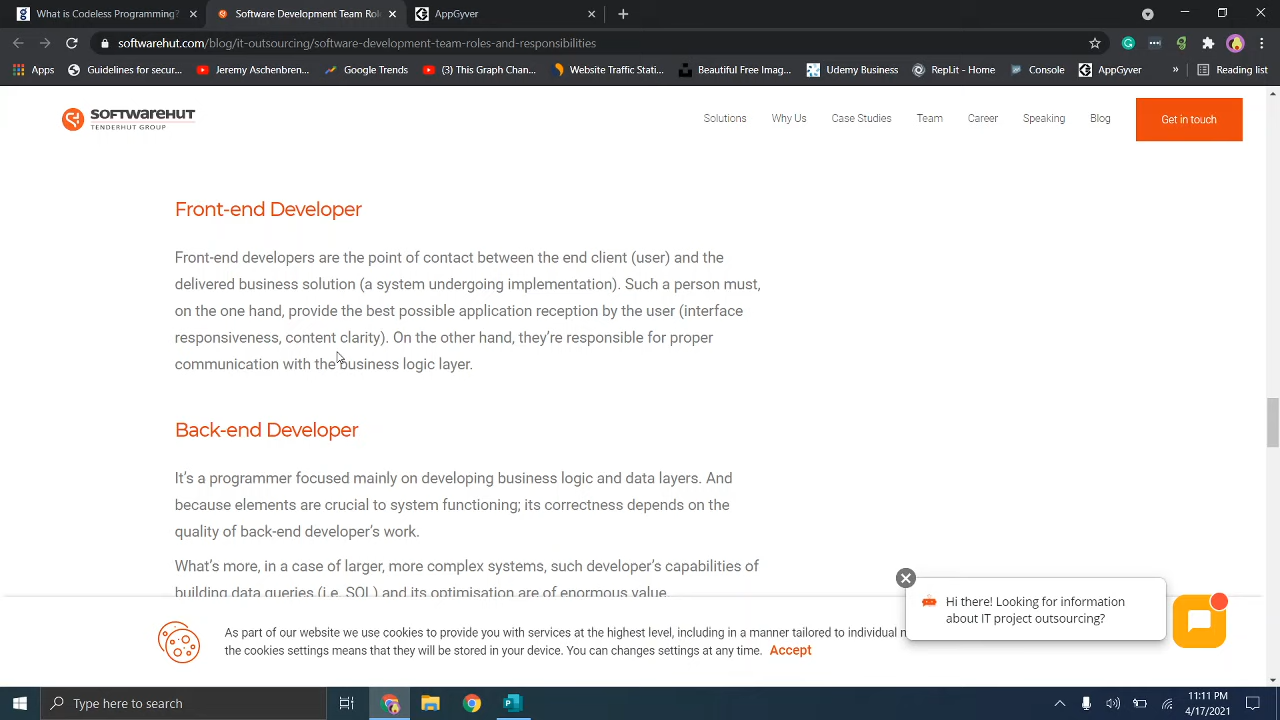 What is Codeless Programming?
Software Development Team Rol
AppGyver
softwarehut.com/blog/it-outsourcing/software-development-team-roles-and-responsibilities
Apps
Guidelines for secur...
Jeremy Aschenbren...
Google Trends
(3) This Graph Chan...
Website Traffic Stati...
Beautiful Free Imag...
Udemy Business
Repl.it - Home
Console
AppGyver
»
Reading list
SOFTWAREHUT
TENDERHUT GROUP
Solutions
Why Us
Case Studies
Team
Career
Speaking
Blog
Get in touch
Front-end Developer
Front-end developers are the point of contact between the end client (user) and the
delivered business solution (a system undergoing implementation). Such a person must,
on the one hand, provide the best possible application reception by the user (interface
responsiveness, content clarity). On the other hand, they're responsible for proper
communication with the business logic layer.
Back-end Developer
It's a programmer focused mainly on developing business logic and data layers. And
because elements are crucial to system functioning; its correctness depends on the
quality of back-end developer's work.
What's more, in a case of larger, more complex systems, such developer's capabilities of
building data queries (i.e. SQL) and its optimisation are of enormous value.
Hi there! Looking for information
about IT project outsourcing?
As part of our website we use cookies to provide you with services at the highest level, including in a manner tailored to individual n
the cookies settings means that they will be stored in your device. You can changes settings at any time. Accept
Type here to search
11:11 PM
4/17/2021